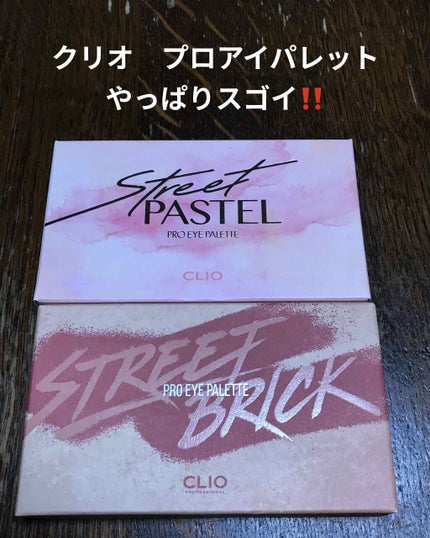 クリオ　プロアイパレット
やっぱりスゴイ‼️
Street
PASTEL
PRO EYE PALETTE
CLIO
STREET
PRO EYE PALETTE
BRICK
CLIO
PROFESSIONAL